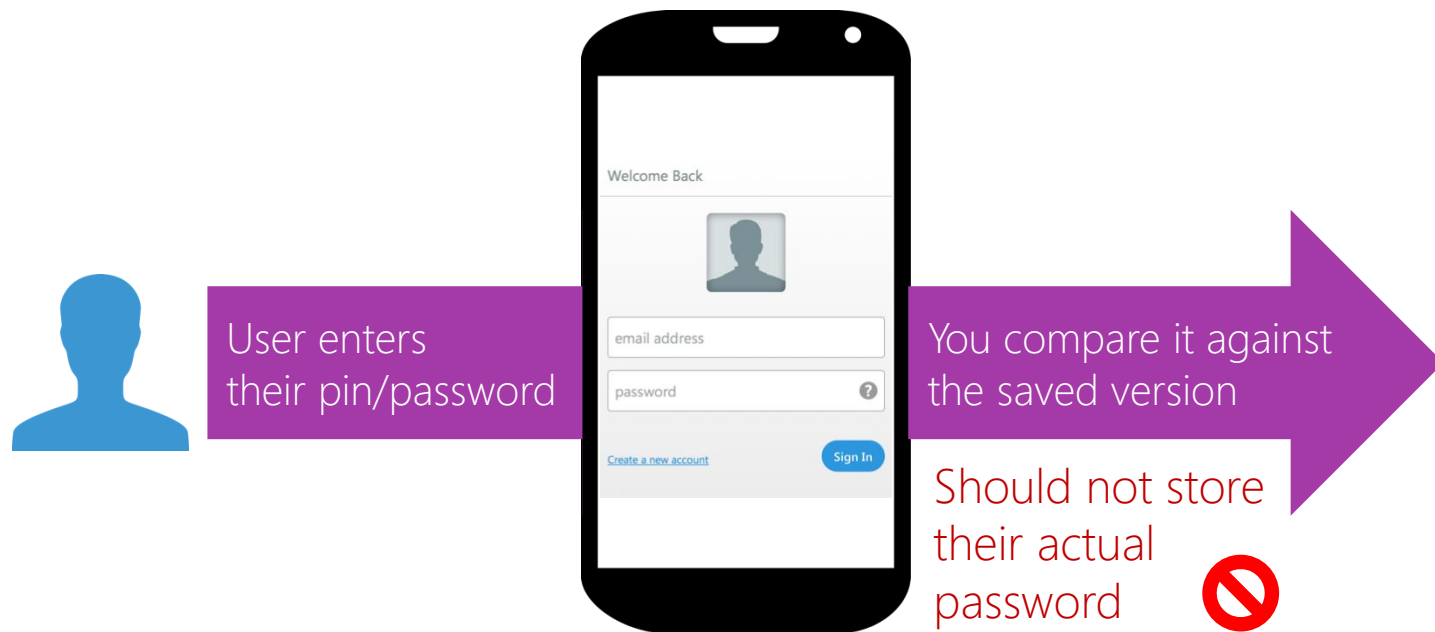 User enters
their pin/password
Welcome Back
email address
password
?
Create a new account
Sign In
You compare it against
the saved version
Should not store
their actual
password